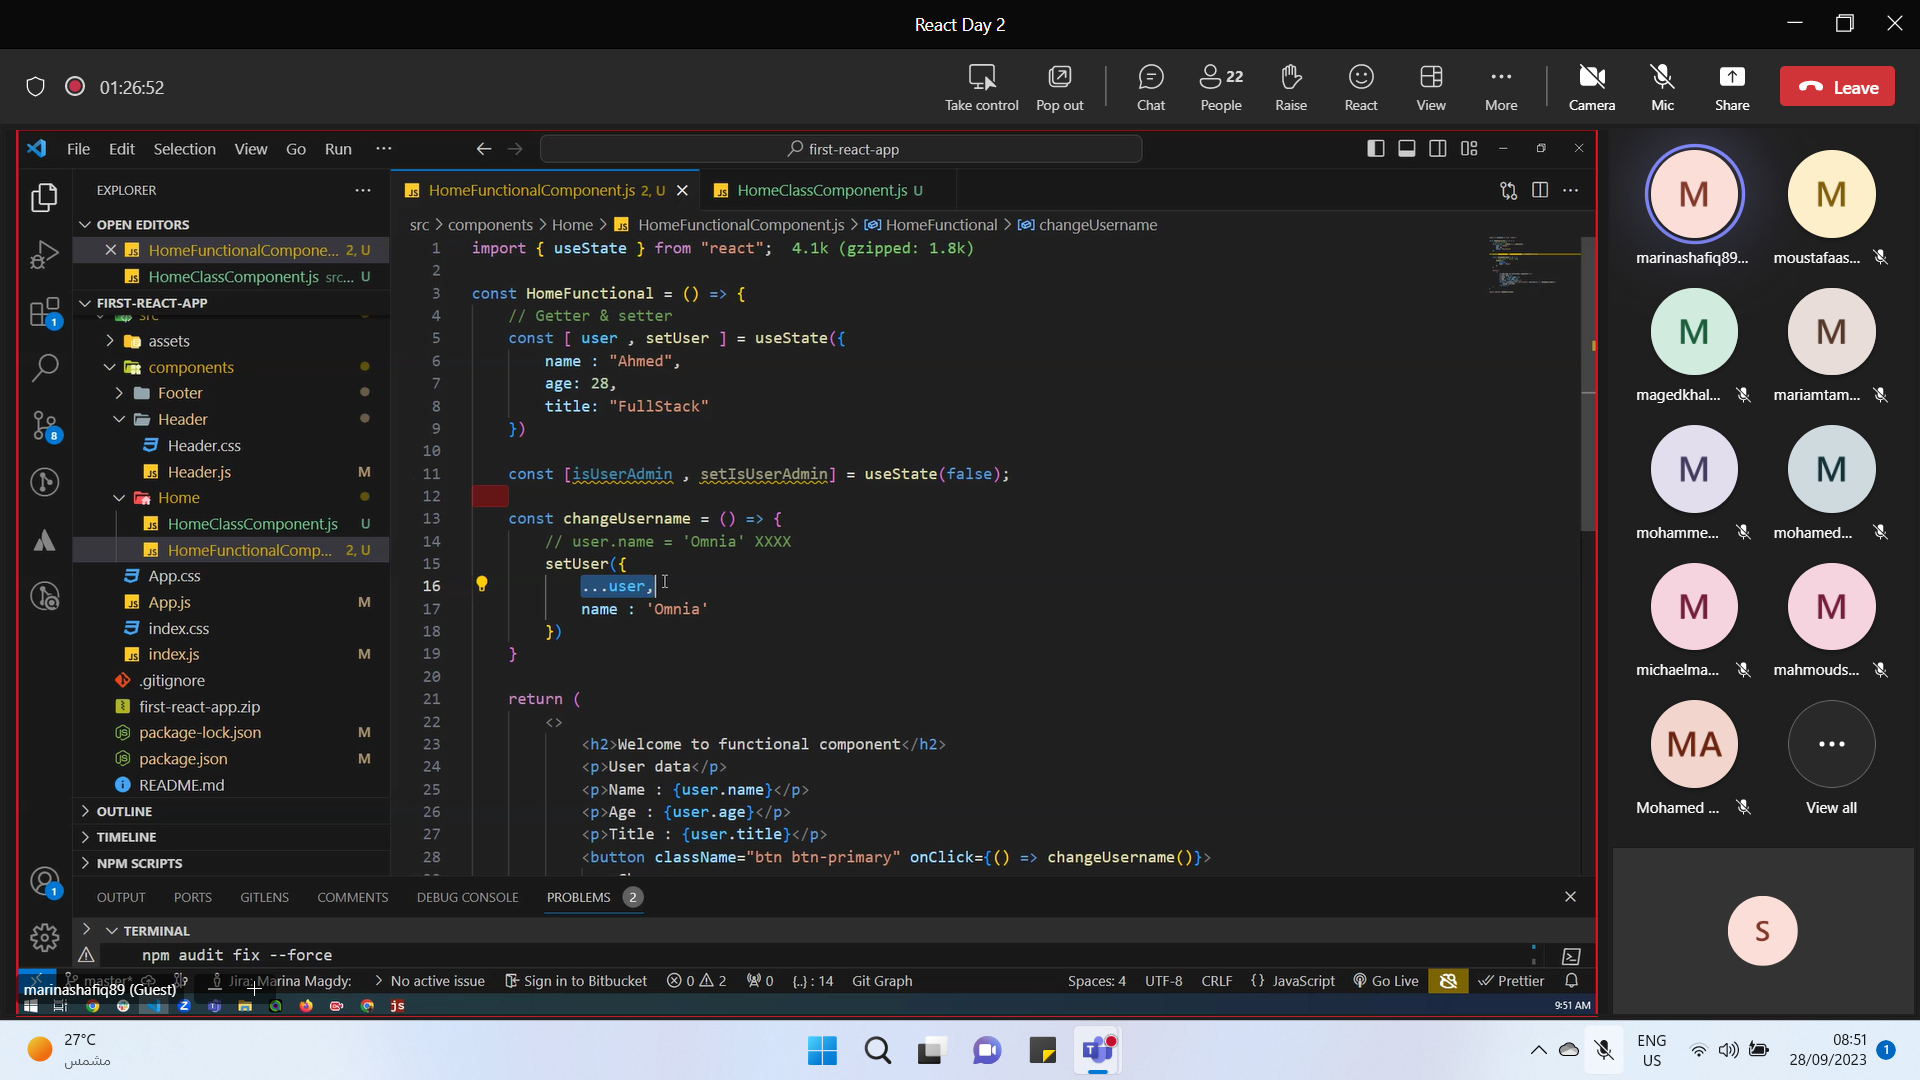 React Day 2
01:26:52
Take control
Pop out
Chat
People
22
Raise
React
View
More
Camera
Mic
Share
Leave
File Edit Selection View Go Run
first-react-app
EXPLORER
OPEN EDITORS
HomeFunctionalCompone... 2, U
HomeClassComponent.js src... U
FIRST-REACT-APP
src
assets
components
Footer
Header
Header.css
Header.js M
Home
HomeClassComponent.js U
HomeFunctionalComp... 2, U
App.css
App.js M
index.css
index.js M
.gitignore
first-react-app.zip
package-lock.json M
package.json M
README.md
OUTLINE
TIMELINE
NPM SCRIPTS
1
8
1
HomeFunctionalComponent.js 2, U
HomeClassComponent.js U
src > components > Home > HomeFunctionalComponent.js > HomeFunctional > changeUsername
1 import { useState } from "react"; 4.1k (gzipped: 1.8k)
2
3 const HomeFunctional = () => {
4 // Getter & setter
5 const [ user , setUser ] = useState({
6 name : "Ahmed",
7 age: 28,
8 title: "FullStack"
9 })
10
11 const [isUserAdmin , setIsUserAdmin] = useState(false);
12
13 const changeUsername = () => {
14 // user.name = 'Omnia' XXXX
15 setUser({
16 ...user,
17 name : 'Omnia'
18 })
19 }
20
21 return (
22 <>
23 <h2>Welcome to functional component</h2>
24 <p>User data</p>
25 <p>Name : {user.name}</p>
26 <p>Age : {user.age}</p>
27 <p>Title : {user.title}</p>
28 <button className="btn btn-primary" onClick={() => changeUsername()}>
OUTPUT PORTS GITLENS COMMENTS DEBUG CONSOLE PROBLEMS 2
TERMINAL
npm audit fix --force
master* Jira: Marina Magdy: No active issue Sign in to Bitbucket 0 2 0 {..} : 14 Git Graph Spaces: 4 UTF-8 CRLF {} JavaScript Go Live Prettier
marinashafiq89 (Guest)
9:51 AM
M
marinashafiq89...
M
moustafaas...
M
magedkhal...
M
mariamtam...
M
mohamme...
M
mohamed...
M
michaelma...
M
mahmouds...
MA
Mohamed ...
View all
S
27°C
مشمس
ENG
US
08:51
28/09/2023
1